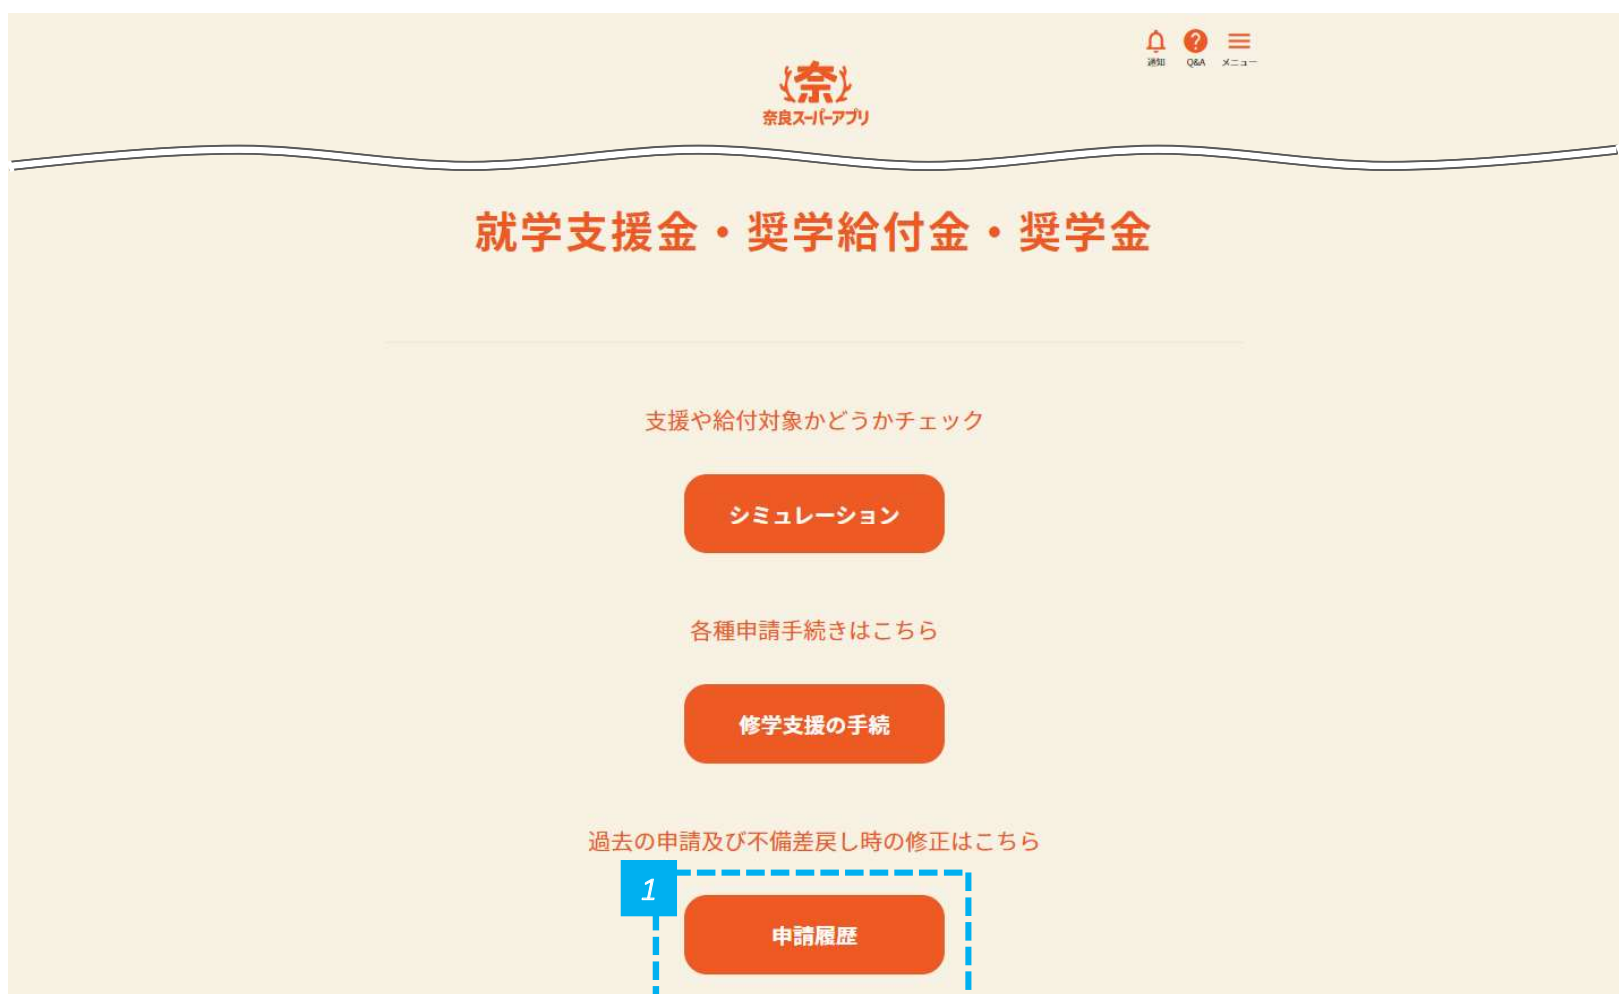 通知 Q&A メニュー
奈
奈良スーパーアプリ
就学支援金・奨学給付金・奨学金
支援や給付対象かどうかチェック
シミュレーション
各種申請手続きはこちら
修学支援の手続
過去の申請及び不備差戻し時の修正はこちら
1
申請履歴